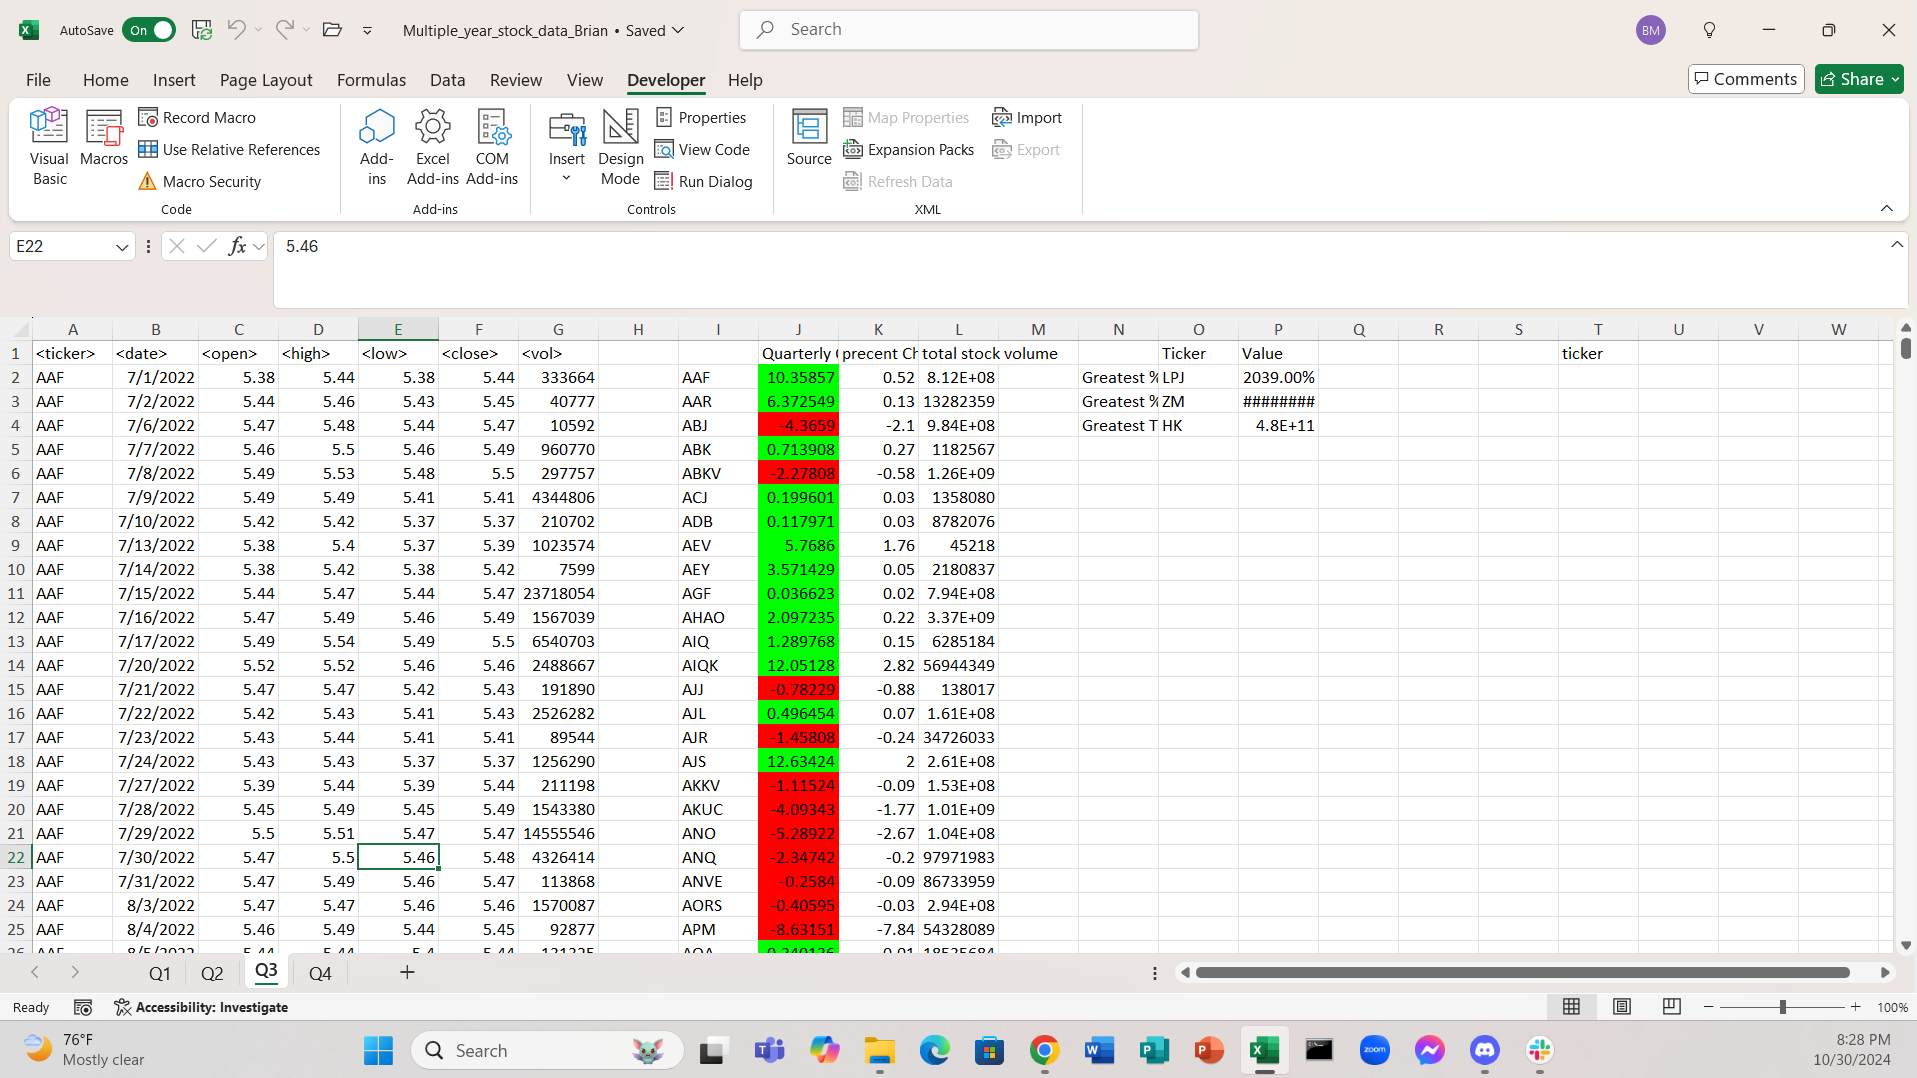 AutoSave On Multiple_year_stock_data_Brian • Saved Search BM
File Home Insert Page Layout Formulas Data Review View Developer Help Comments Share
Visual Basic Macros Record Macro Use Relative References Macro Security Code
Add-ins Excel Add-ins COM Add-ins Add-ins
Insert Design Mode Properties View Code Run Dialog Controls
Source Map Properties Expansion Packs Refresh Data Import Export XML
E22 fx 5.46
A B C D E F G H I J K L M N O P Q R S T U V W
1 <ticker> <date> <open> <high> <low> <close> <vol> Quarterly precent Ch total stock volume Ticker Value ticker
2 AAF 7/1/2022 5.38 5.44 5.38 5.44 333664 AAF 10.35857 0.52 8.12E+08 Greatest % LPJ 2039.00%
3 AAF 7/2/2022 5.44 5.46 5.43 5.45 40777 AAR 6.372549 0.13 13282359 Greatest % ZM ########
4 AAF 7/6/2022 5.47 5.48 5.44 5.47 10592 ABJ -4.3659 -2.1 9.84E+08 Greatest T HK 4.8E+11
5 AAF 7/7/2022 5.46 5.5 5.46 5.49 960770 ABK 0.713908 0.27 1182567
6 AAF 7/8/2022 5.49 5.53 5.48 5.5 297757 ABKV -2.27808 -0.58 1.26E+09
7 AAF 7/9/2022 5.49 5.49 5.41 5.41 4344806 ACJ 0.199601 0.03 1358080
8 AAF 7/10/2022 5.42 5.42 5.37 5.37 210702 ADB 0.117971 0.03 8782076
9 AAF 7/13/2022 5.38 5.4 5.37 5.39 1023574 AEV 5.7686 1.76 45218
10 AAF 7/14/2022 5.38 5.42 5.38 5.42 7599 AEY 3.571429 0.05 2180837
11 AAF 7/15/2022 5.44 5.47 5.44 5.47 23718054 AGF 0.036623 0.02 7.94E+08
12 AAF 7/16/2022 5.47 5.49 5.46 5.49 1567039 AHAO 2.097235 0.22 3.37E+09
13 AAF 7/17/2022 5.49 5.54 5.49 5.5 6540703 AIQ 1.289768 0.15 6285184
14 AAF 7/20/2022 5.52 5.52 5.46 5.46 2488667 AIQK 12.05128 2.82 56944349
15 AAF 7/21/2022 5.47 5.47 5.42 5.43 191890 AJJ -0.78229 -0.88 138017
16 AAF 7/22/2022 5.42 5.43 5.41 5.43 2526282 AJL 0.496454 0.07 1.61E+08
17 AAF 7/23/2022 5.43 5.44 5.41 5.41 89544 AJR -1.45808 -0.24 34726033
18 AAF 7/24/2022 5.43 5.43 5.37 5.37 1256290 AJS 12.63424 2 2.61E+08
19 AAF 7/27/2022 5.39 5.44 5.39 5.44 211198 AKKV -1.11524 -0.09 1.53E+08
20 AAF 7/28/2022 5.45 5.49 5.45 5.49 1543380 AKUC -4.09343 -1.77 1.01E+09
21 AAF 7/29/2022 5.5 5.51 5.47 5.47 14555546 ANO -5.28922 -2.67 1.04E+08
22 AAF 7/30/2022 5.47 5.5 5.46 5.48 4326414 ANQ -2.34742 -0.2 97971983
23 AAF 7/31/2022 5.47 5.49 5.46 5.47 113868 ANVE -0.2584 -0.09 86733959
24 AAF 8/3/2022 5.47 5.47 5.46 5.46 1570087 AORS -0.40595 -0.03 2.94E+08
25 AAF 8/4/2022 5.46 5.49 5.44 5.45 92877 APM -8.63151 -7.84 54328089
Q1 Q2 Q3 Q4
Ready Accessibility: Investigate 100%
76°F Mostly clear Search zoom 8:28 PM 10/30/2024